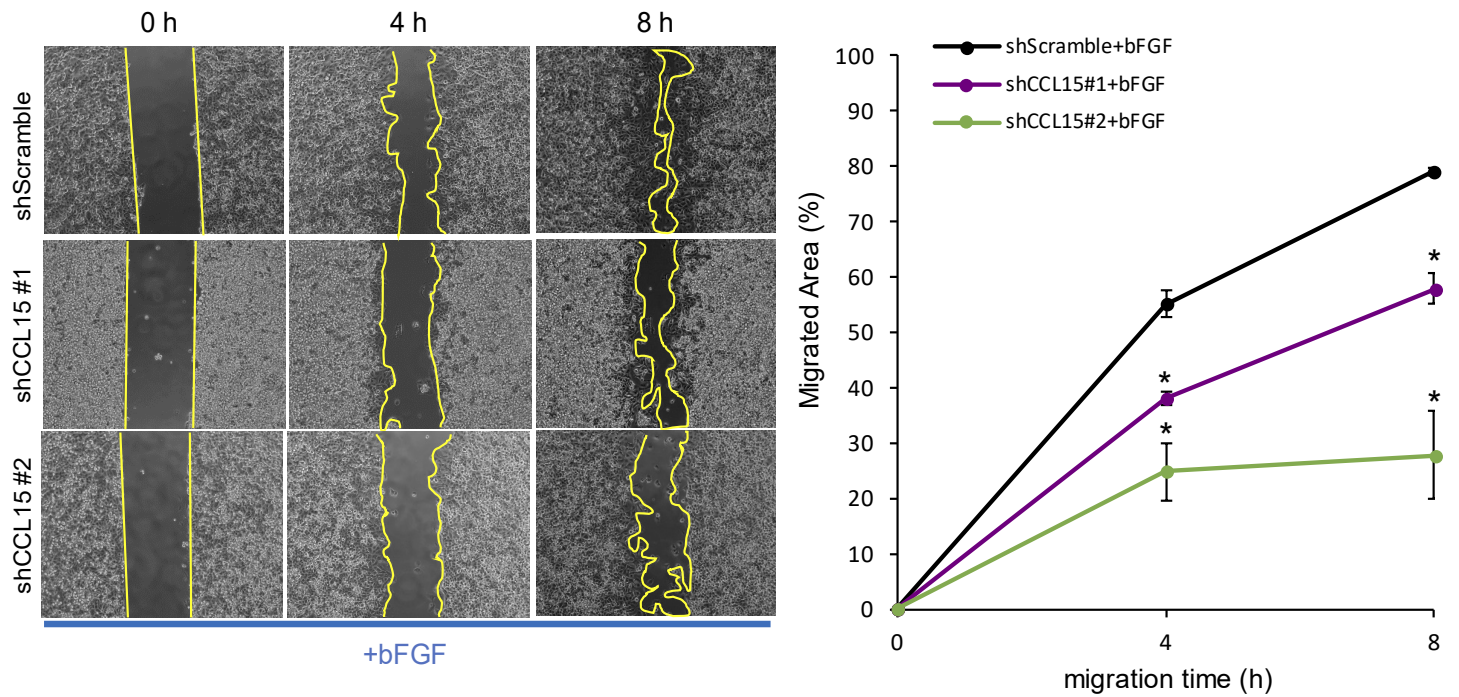 0 h
4 h
8 h
shScramble
shCCL15 #1
shCCL15 #2
+bFGF
shScramble+bFGF
shCCL15#1+bFGF
shCCL15#2+bFGF
Migrated Area (%)
100
90
80
70
60
50
40
30
20
10
0
*
*
*
*
0
4
8
migration time (h)